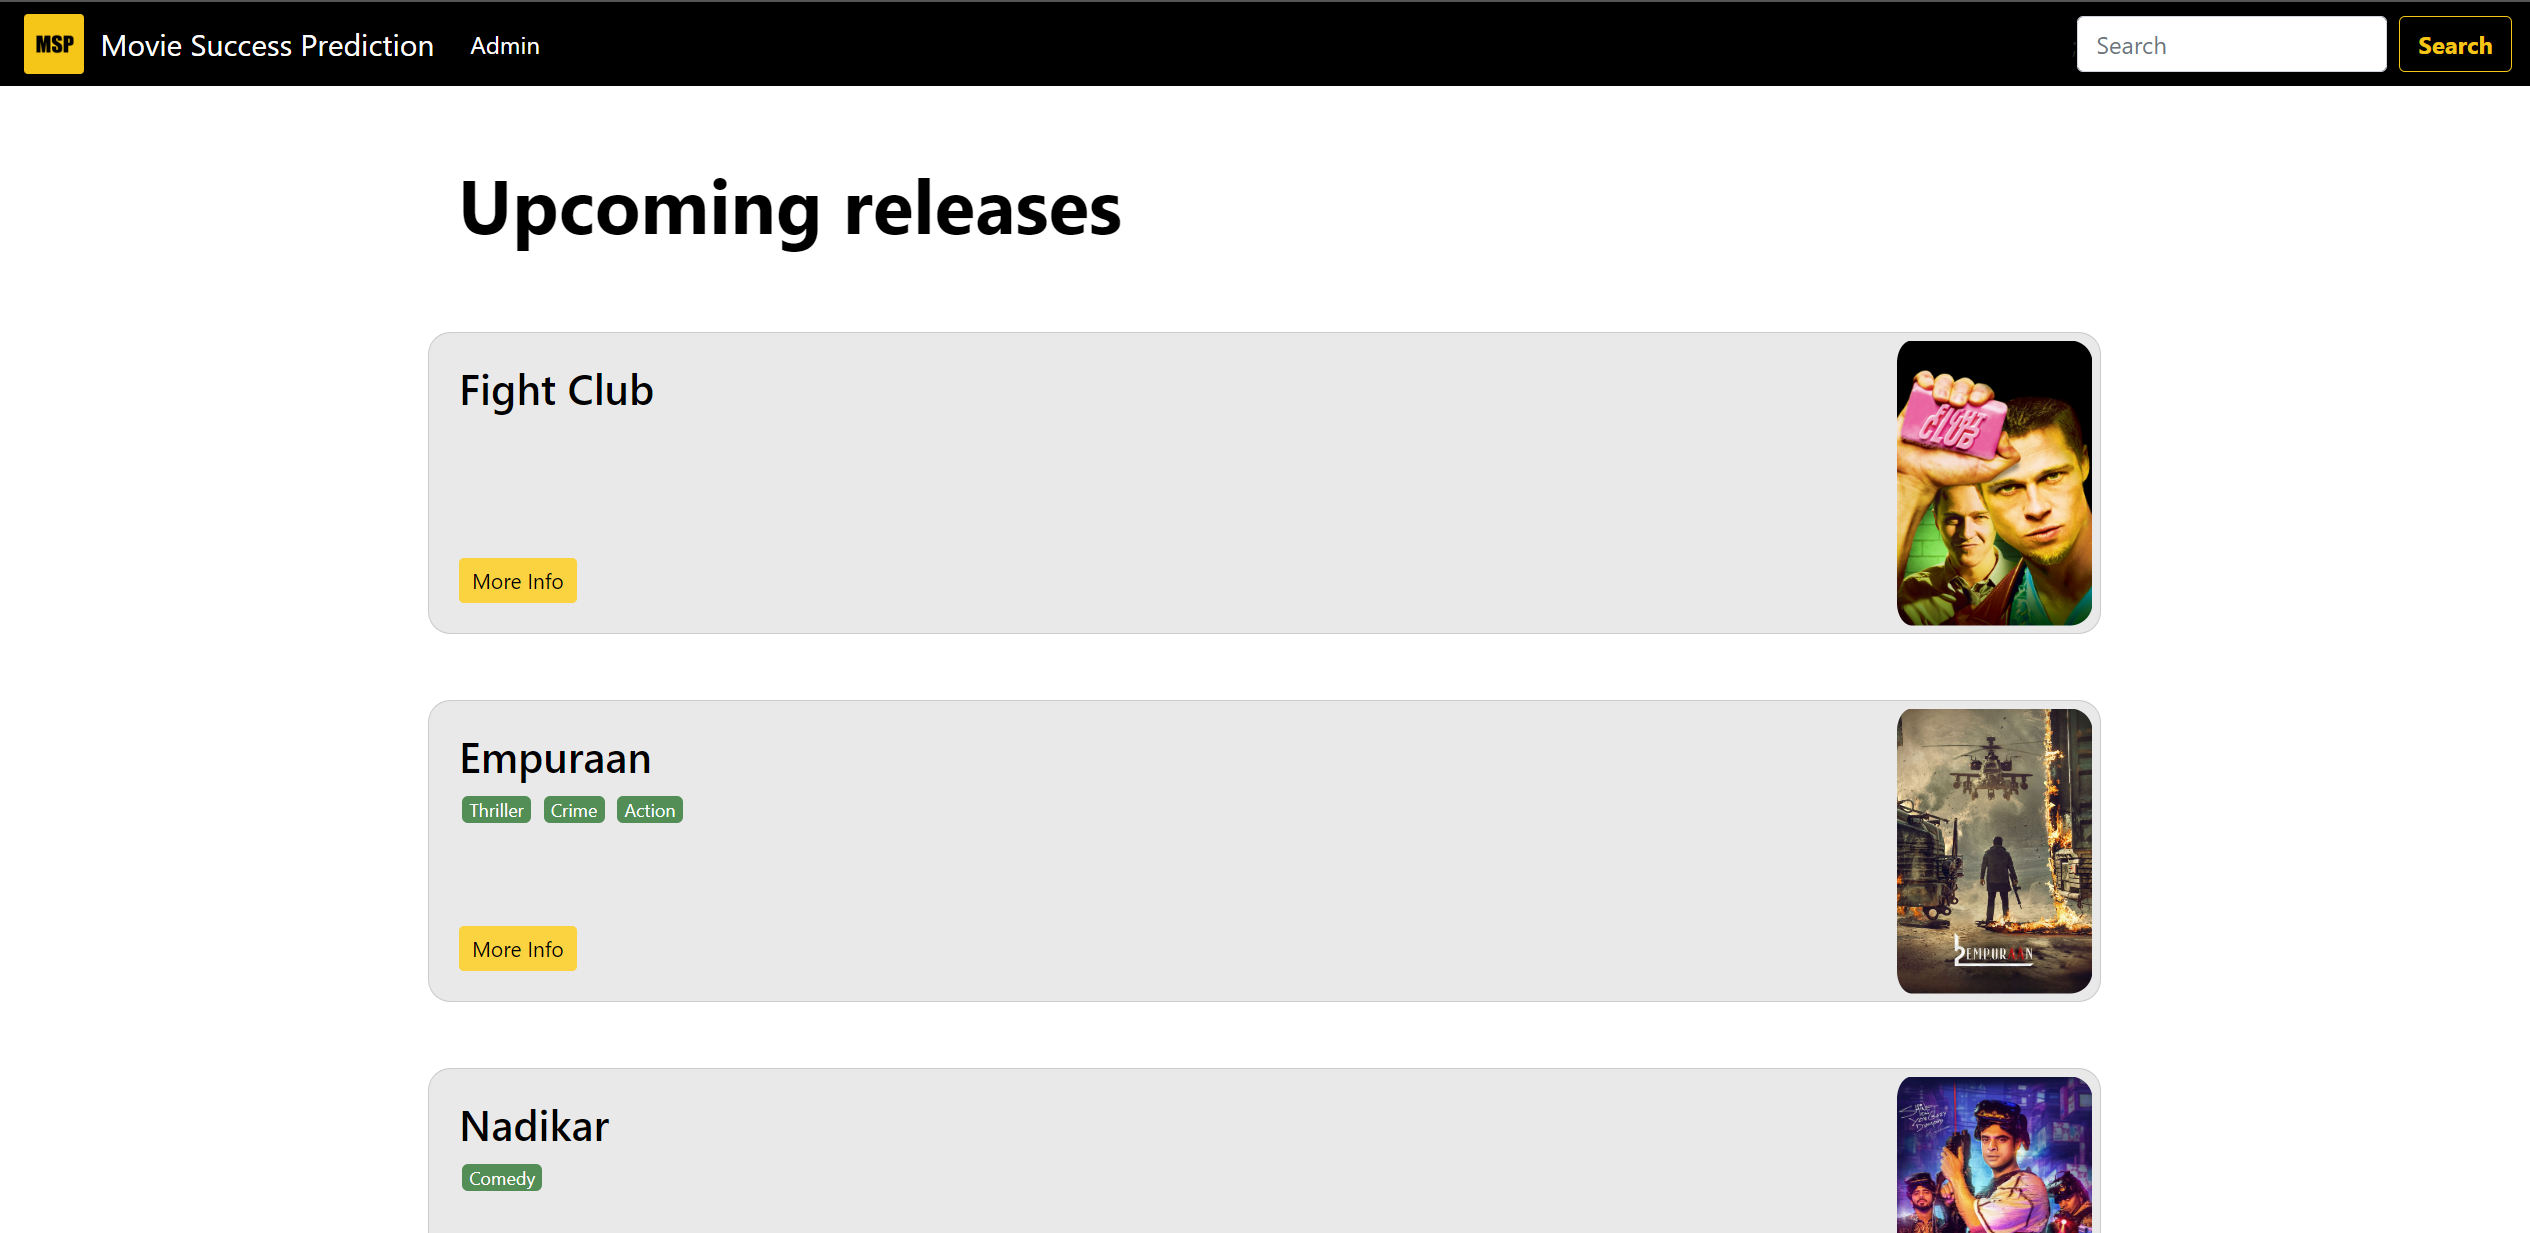 MSP Movie Success Prediction Admin Search Search
Upcoming releases
Fight Club
FIGHT
CLUB
More Info
Empuraan
Thriller Crime Action
EMPURAAN
More Info
Nadikar
Comedy